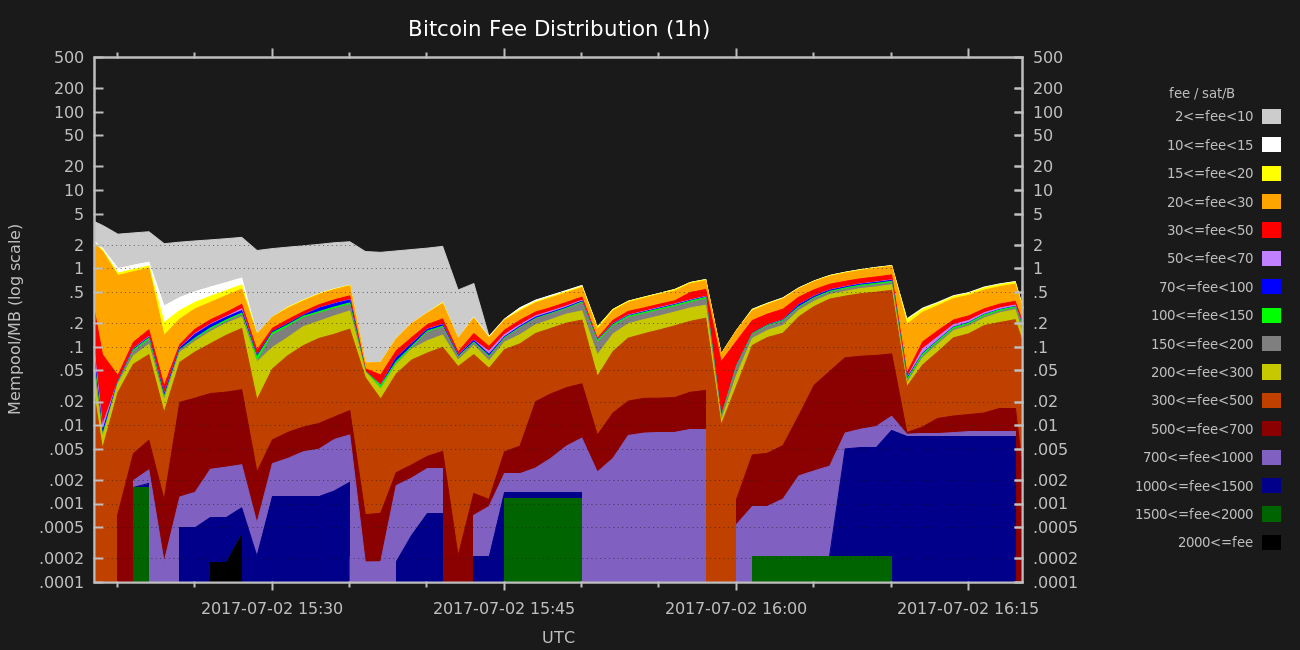 Bitcoin Fee Distribution (1h)
Mempool/MB (log scale)
500
200
100
50
20
10
5
2
1
.5
.2
.1
.05
.02
.01
.005
.002
.001
.0005
.0002
.0001
500
200
100
50
20
10
5
2
1
.5
.2
.1
.05
.02
.01
.005
.002
.001
.0005
.0002
.0001
fee / sat/B
2<=fee<10
10<=fee<15
15<=fee<20
20<=fee<30
30<=fee<50
50<=fee<70
70<=fee<100
100<=fee<150
150<=fee<200
200<=fee<300
300<=fee<500
500<=fee<700
700<=fee<1000
1000<=fee<1500
1500<=fee<2000
2000<=fee
2017-07-02 15:30
2017-07-02 15:45
2017-07-02 16:00
2017-07-02 16:15
UTC